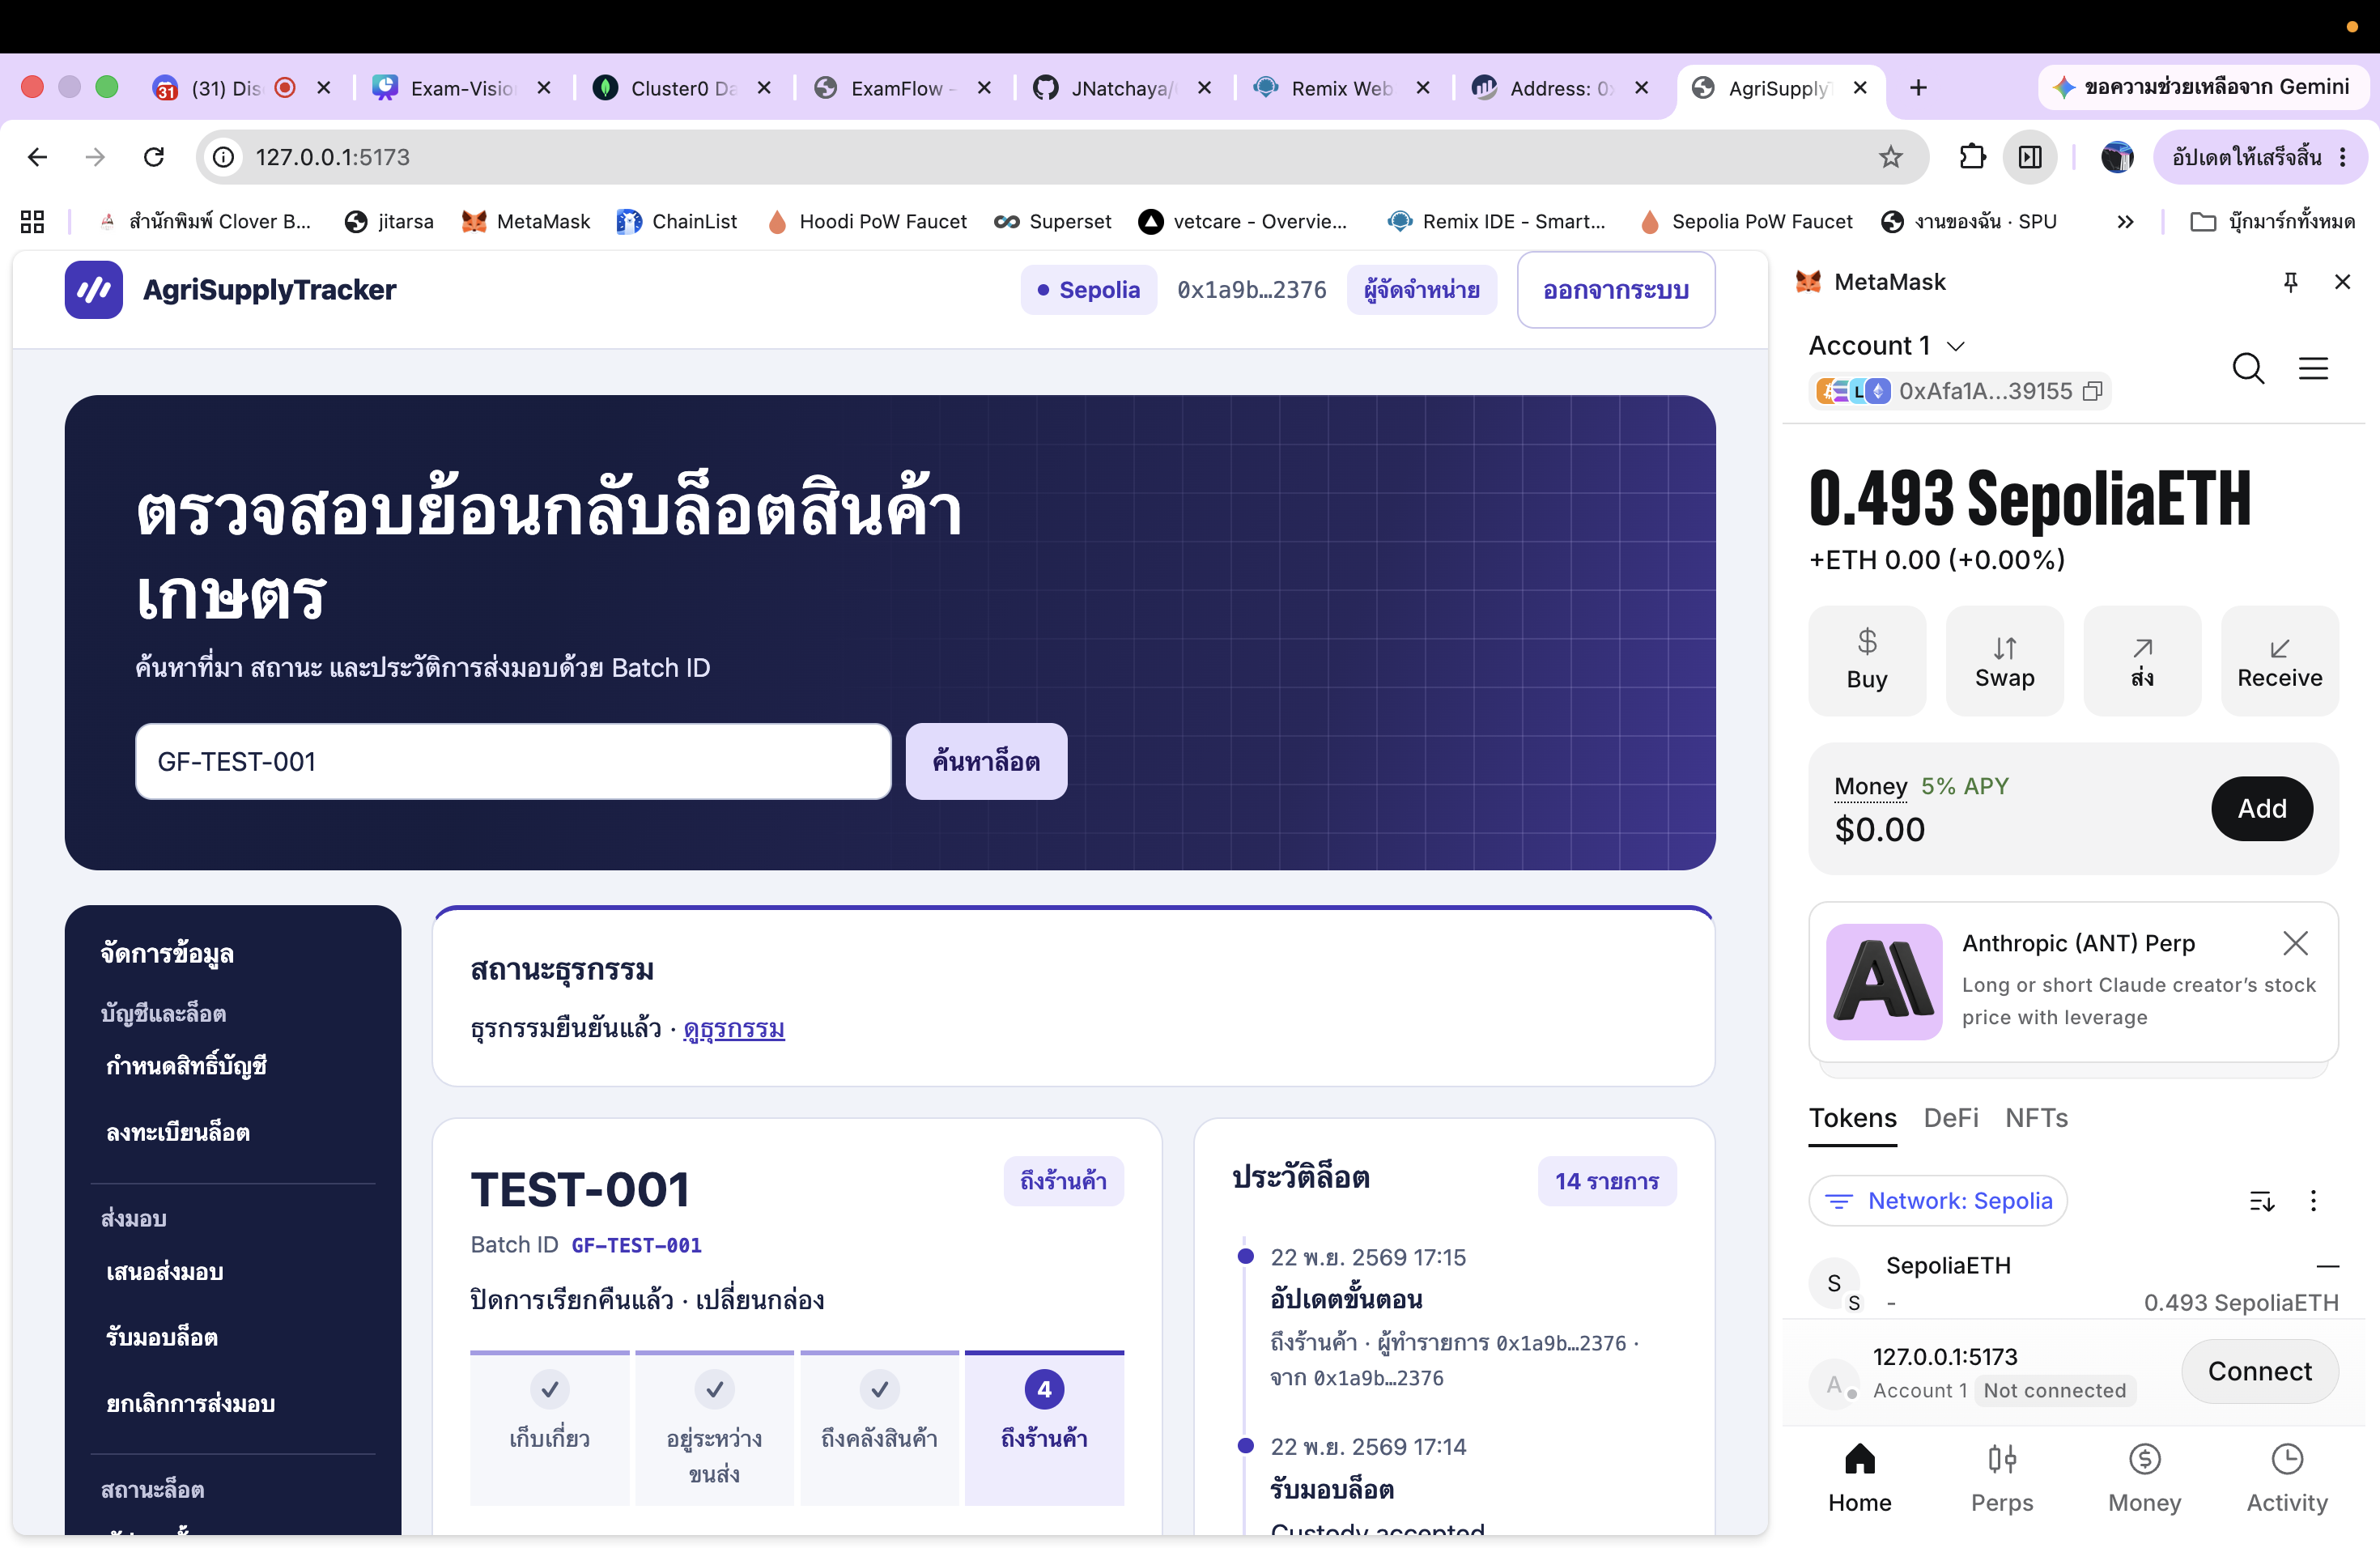 (31) Dis
Exam-Visio
Cluster0 Da
ExamFlow -
JNatchaya/
Remix Web
Address: 0x
AgriSupplyT
ขอความช่วยเหลือจาก Gemini
127.0.0.1:5173
อัปเดตให้เสร็จสิ้น
สำนักพิมพ์ Clover B...
jitarsa
MetaMask
ChainList
Hoodi PoW Faucet
Superset
vetcare - Overvie...
Remix IDE - Smart...
Sepolia PoW Faucet
งานของฉัน · SPU
บุ๊กมาร์กทั้งหมด
AgriSupplyTracker
Sepolia
0x1a9b…2376
ผู้จัดจำหน่าย
ออกจากระบบ
ตรวจสอบย้อนกลับล็อตสินค้า
เกษตร
ค้นหาที่มา สถานะ และประวัติการส่งมอบด้วย Batch ID
GF-TEST-001
ค้นหาล็อต
จัดการข้อมูล
บัญชีและล็อต
กำหนดสิทธิ์บัญชี
ลงทะเบียนล็อต
ส่งมอบ
เสนอส่งมอบ
รับมอบล็อต
ยกเลิกการส่งมอบ
สถานะล็อต
สถานะธุรกรรม
ธุรกรรมยืนยันแล้ว · ดูธุรกรรม
TEST-001
ถึงร้านค้า
Batch ID GF-TEST-001
ปิดการเรียกคืนแล้ว · เปลี่ยนกล่อง
เก็บเกี่ยว
อยู่ระหว่าง
ขนส่ง
ถึงคลังสินค้า
4
ถึงร้านค้า
ประวัติล็อต
14 รายการ
22 พ.ย. 2569 17:15
อัปเดตขั้นตอน
ถึงร้านค้า · ผู้ทำรายการ 0x1a9b…2376 ·
จาก 0x1a9b…2376
22 พ.ย. 2569 17:14
รับมอบล็อต
Custody accepted
MetaMask
Account 1
0xAfa1A...39155
0.493 SepoliaETH
+ETH 0.00 (+0.00%)
Buy
Swap
ส่ง
Receive
Money 5% APY
$0.00
Add
Anthropic (ANT) Perp
Long or short Claude creator's stock
price with leverage
Tokens
DeFi
NFTs
Network: Sepolia
S
S
SepoliaETH
—
-
0.493 SepoliaETH
A
127.0.0.1:5173
Account 1 Not connected
Connect
Home
Perps
Money
Activity